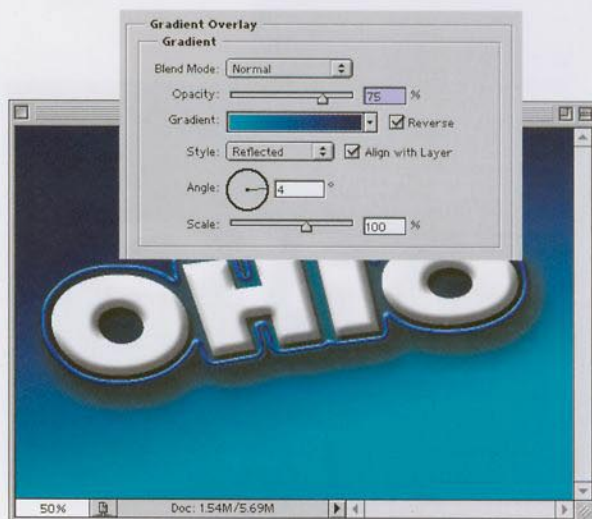 Gradient Overlay
Gradient
Blend Mode: Normal
Opacity: 75 %
Gradient: Reverse
Style: Reflected Align with Layer
Angle: 4 °
Scale: 100 %
OHIO
50% Doc: 1.54M/5.69M